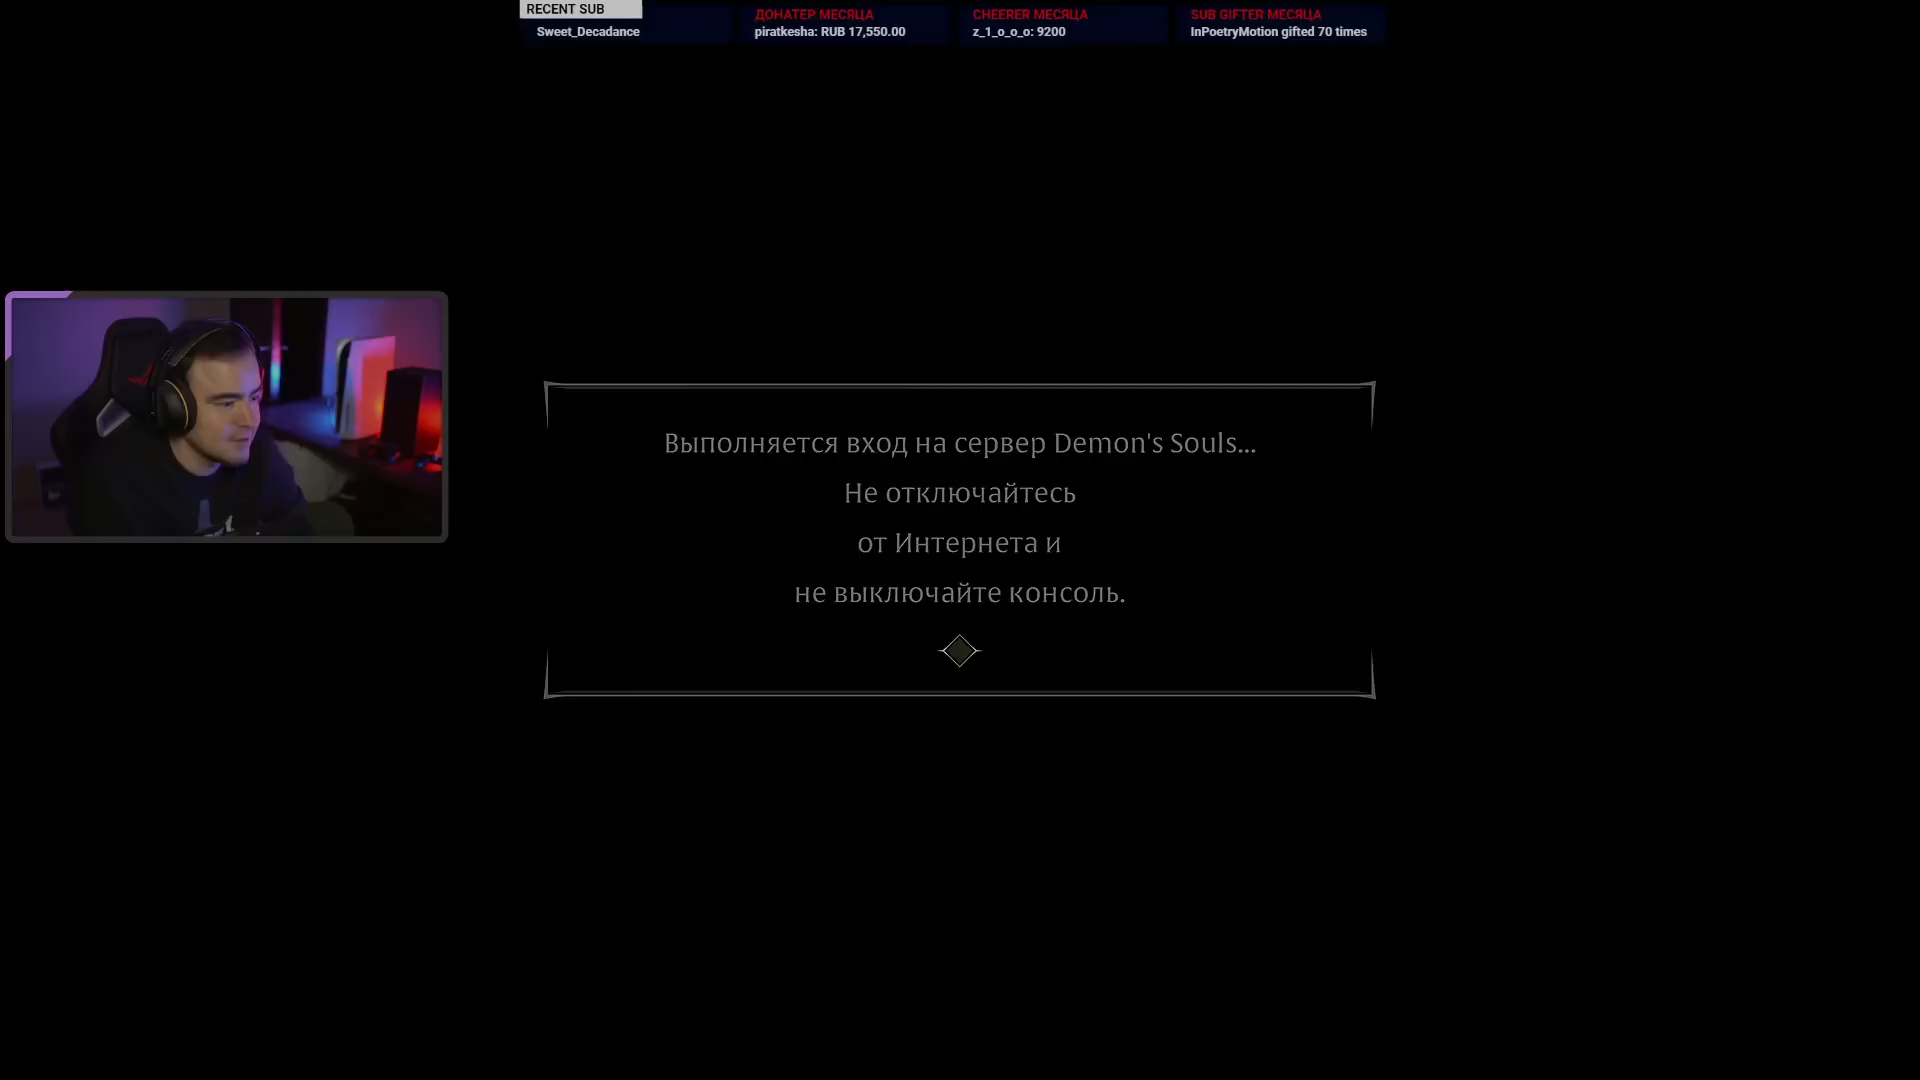 RECENT SUB
Sweet_Decadance
ДОНАТЕР МЕСЯЦА
piratkesha: RUB 17,550.00
CHEERER МЕСЯЦА
z_1_o_o_o: 9200
SUB GIFTER МЕСЯЦА
InPoetryMotion gifted 70 times
Выполняется вход на сервер Demon's Souls...
Не отключайтесь
от Интернета и
не выключайте консоль.